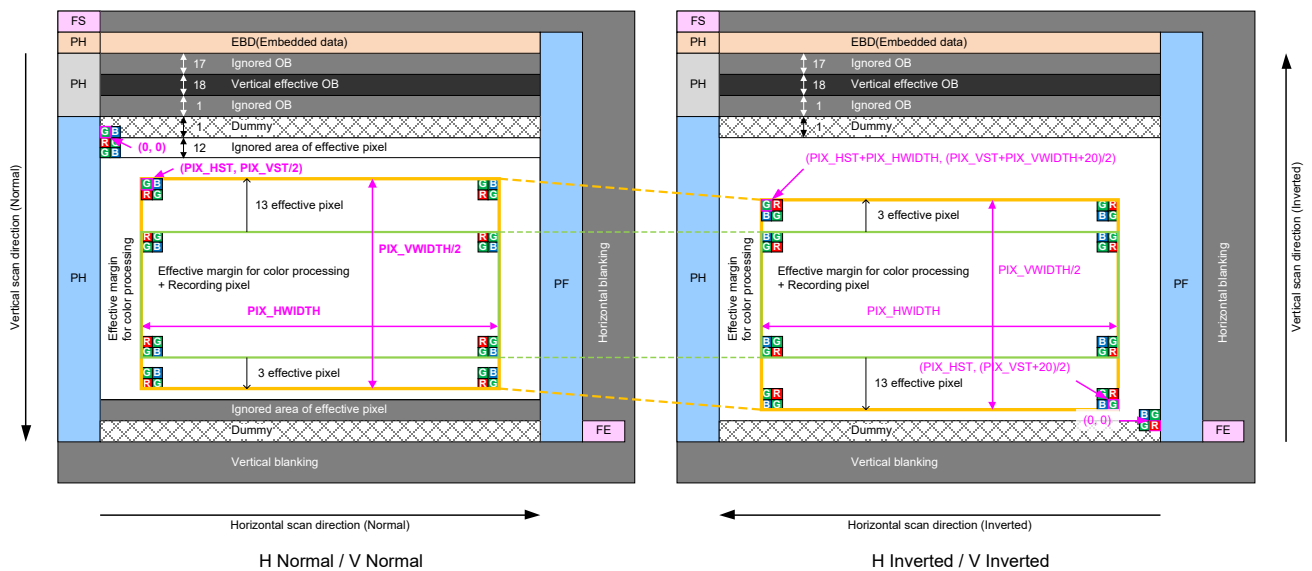 FS
PH
EBD(Embedded data)
17
Ignored OB
PH
18
Vertical effective OB
1
Ignored OB
1
Dummy
G B
R G
G B
(0, 0)
12
Ignored area of effective pixel
(PIX_HST, PIX_VST/2)
G B
R G
G B
R G
13 effective pixel
R G
G B
R G
G B
PIX_VWIDTH/2
PH
Effective margin
for color processing
Effective margin for color processing
+ Recording pixel
PIX_HWIDTH
PF
Horizontal blanking
R G
G B
R G
G B
3 effective pixel
G B
R G
G B
R G
Ignored area of effective pixel
Dummy
FE
Vertical blanking
Vertical scan direction (Normal)
Horizontal scan direction (Normal)
H Normal / V Normal
FS
PH
EBD(Embedded data)
17
Ignored OB
PH
18
Vertical effective OB
1
Ignored OB
1
Dummy
(PIX_HST+PIX_HWIDTH, (PIX_VST+PIX_VWIDTH+20)/2)
G R
B G
G R
B G
3 effective pixel
B G
G R
B G
G R
PH
Effective margin
for color processing
Effective margin for color processing
+ Recording pixel
PIX_VWIDTH/2
PIX_HWIDTH
PF
Horizontal blanking
B G
G R
B G
G R
(PIX_HST, (PIX_VST+20)/2)
13 effective pixel
G R
B G
G R
B G
(0, 0)
B G
G R
Dummy
FE
Vertical blanking
Vertical scan direction (Inverted)
Horizontal scan direction (Inverted)
H Inverted / V Inverted